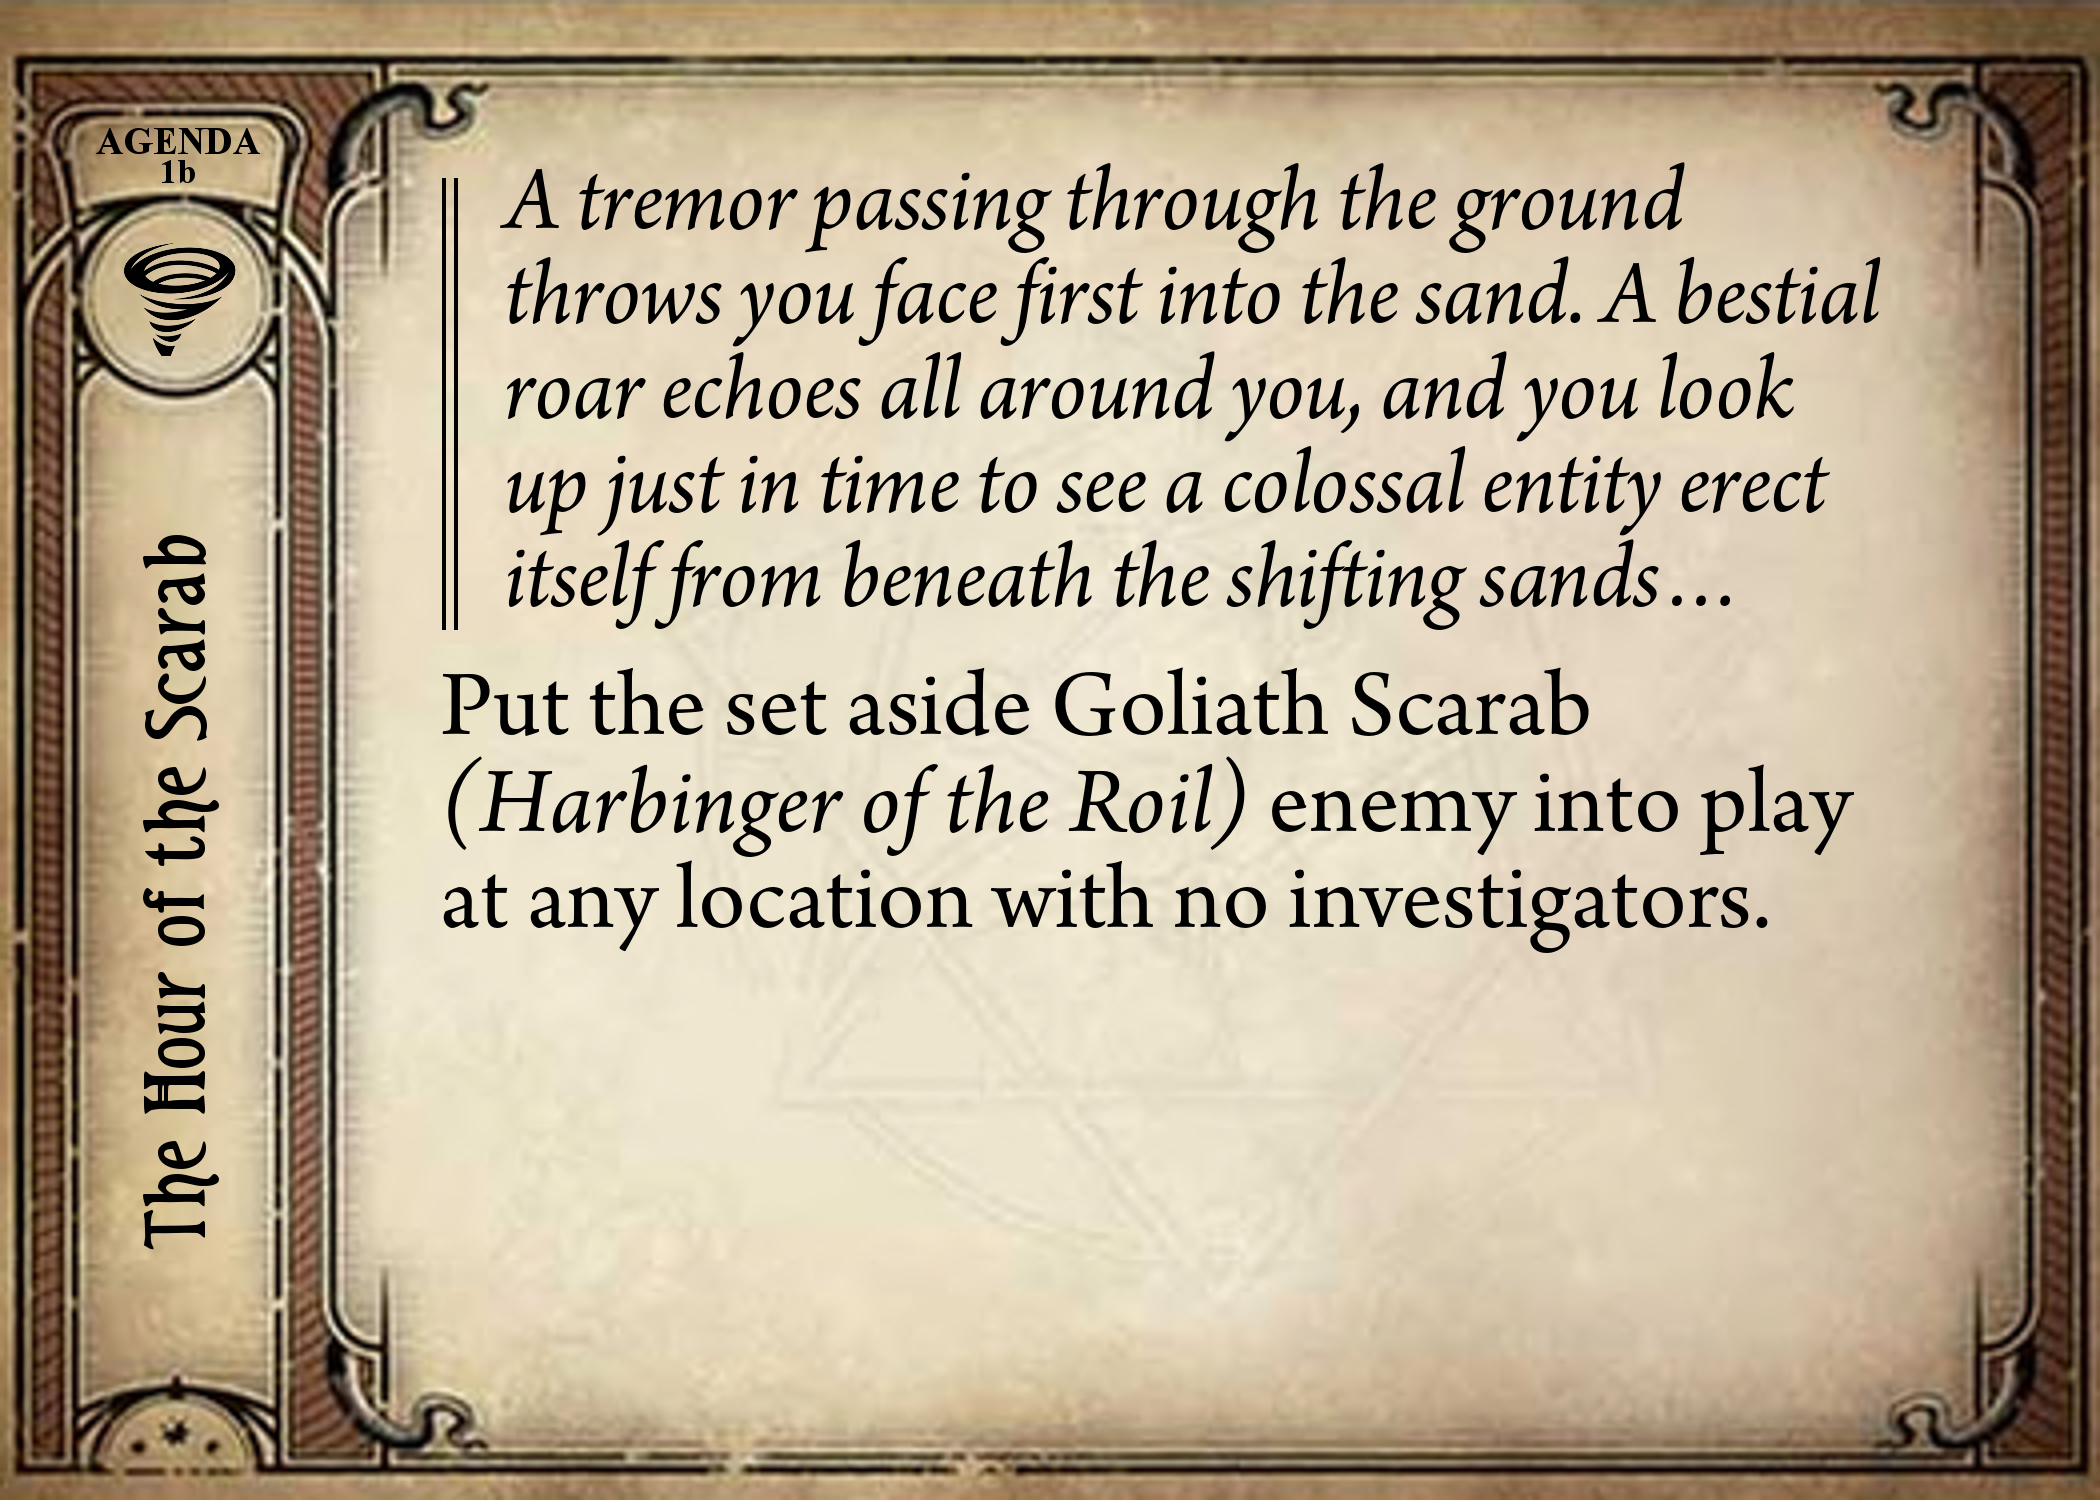 AGENDA
1b
The Hour of the Scarab
A tremor passing through the ground
throws you face first into the sand. A bestial
roar echoes all around you, and you look
up just in time to see a colossal entity erect
itself from beneath the shifting sands…
Put the set aside Goliath Scarab
(Harbinger of the Roil) enemy into play
at any location with no investigators.